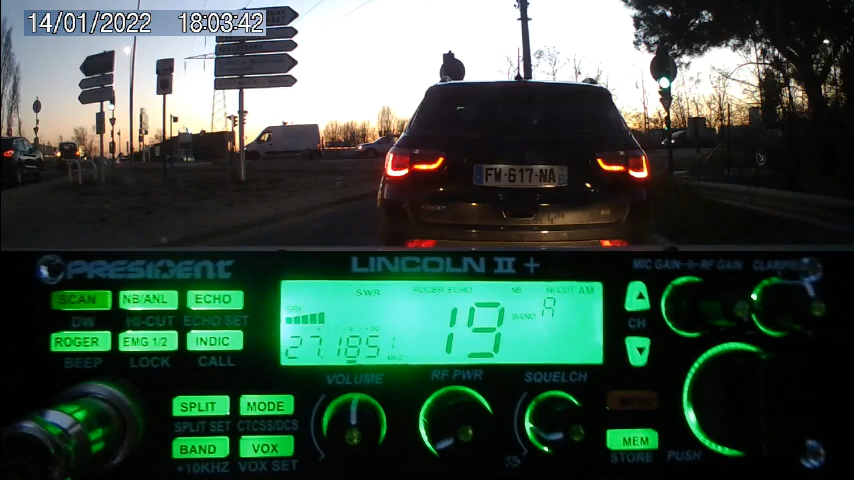 14/01/2022 18:03:42
FW-617-NA
PRESIDENT LINCOLN II +
MIC GAIN RF GAIN CLARIFIER
SCAN NB/ANL ECHO
DW HI-CUT ECHO SET
ROGER EMG 1/2 INDIC
BEEP LOCK CALL
SWR ROGER ECHO NB HI-CUT AM
19 BAND A
27.185 MHz
CH
VOLUME RF PWR SQUELCH
SPLIT MODE
SPLIT SET CTCSS/DCS
BAND VOX
+10KHZ VOX SET
MENU
MEM
STORE PUSH